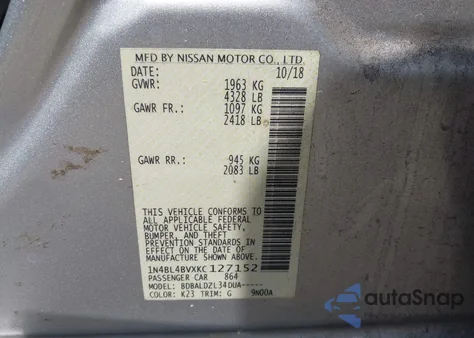 MFD BY NISSAN MOTOR CO., LTD.
DATE: 10/18
GVWR: 1963 KG
4328 LB
GAWR FR.: 1097 KG
2418 LB
GAWR RR.: 945 KG
2083 LB
THIS VEHICLE CONFORMS TO
ALL APPLICABLE FEDERAL
MOTOR VEHICLE SAFETY,
BUMPER, AND THEFT
PREVENTION STANDARDS IN
EFFECT ON THE DATE OF
MANUFACTURE SHOWN ABOVE.
1N4BL4BVXKC127152
PASSENGER CAR 864
MODEL: BDBALDZL34DUA-----
COLOR: K23 TRIM: G 9N00A
autoSnap